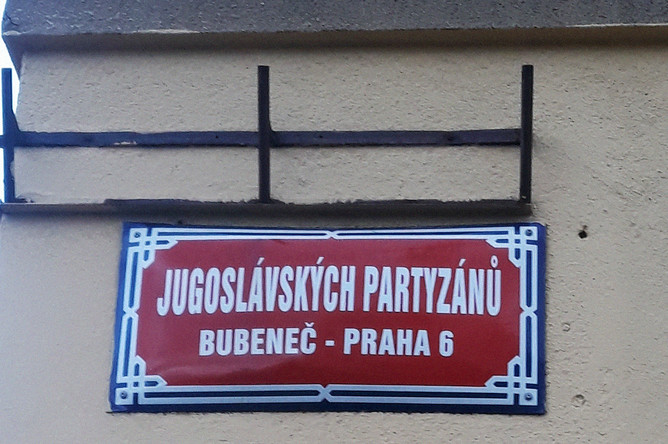 JUGOSLÁVSKÝCH PARTYZÁNŮ
BUBENEČ - PRAHA 6